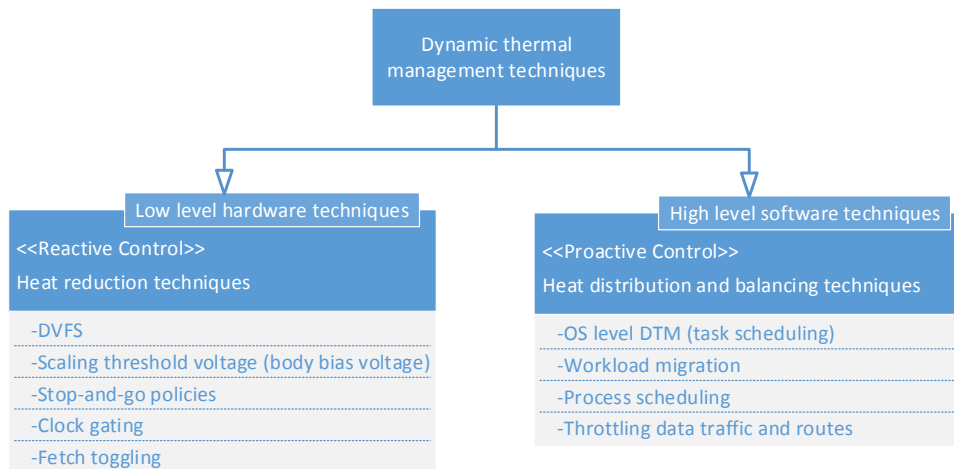 Dynamic thermal
management techniques
Low level hardware techniques
<<Reactive Control>>
Heat reduction techniques
-DVFS
-Scaling threshold voltage (body bias voltage)
-Stop-and-go policies
-Clock gating
-Fetch toggling
High level software techniques
<<Proactive Control>>
Heat distribution and balancing techniques
-OS level DTM (task scheduling)
-Workload migration
-Process scheduling
-Throttling data traffic and routes